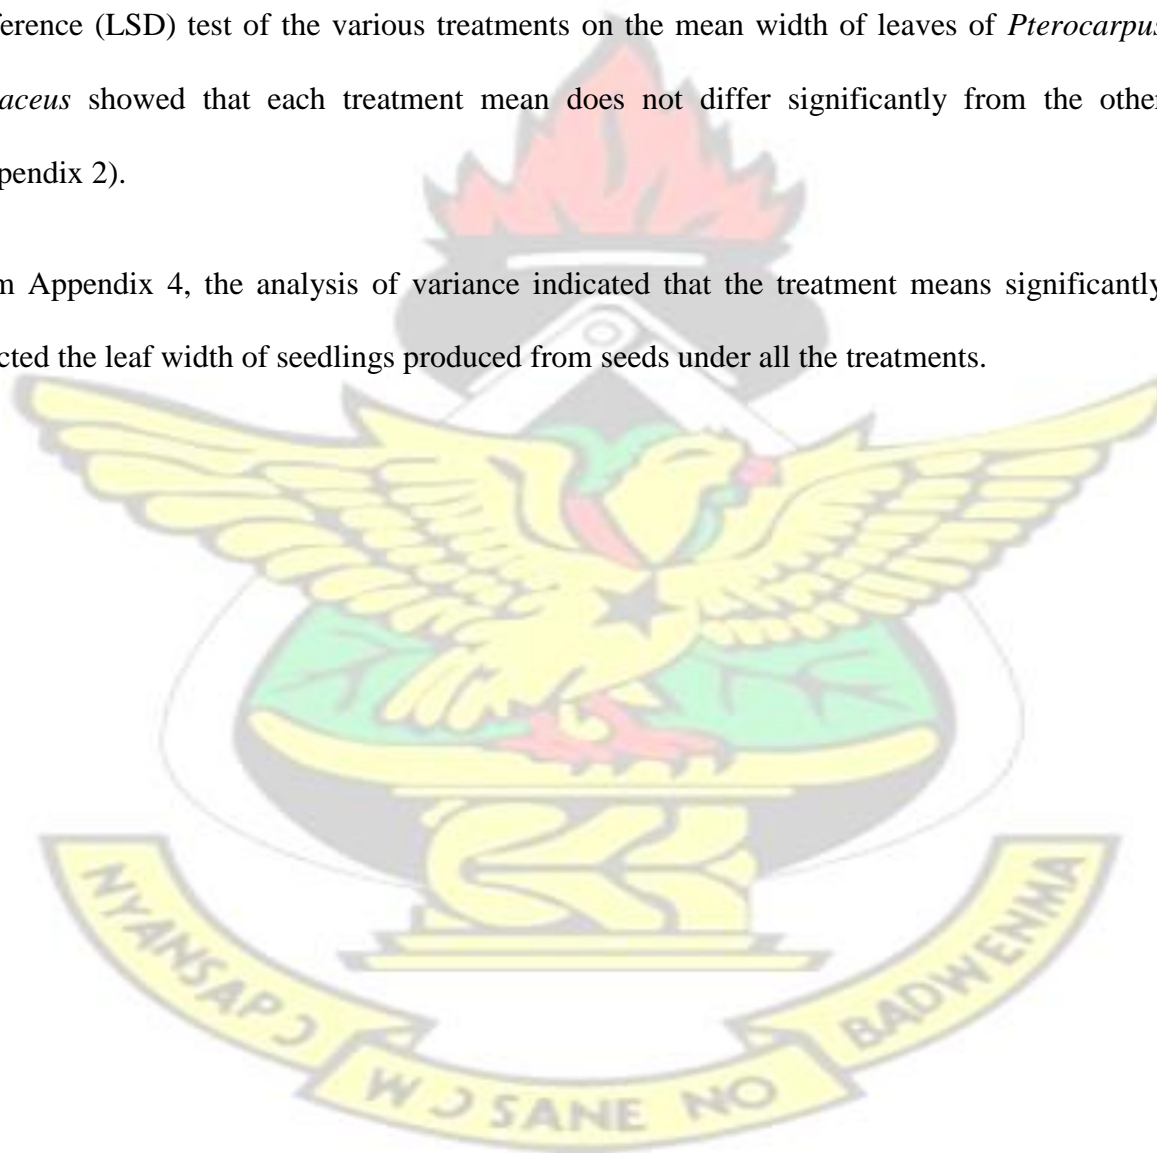 ference (LSD) test of the various treatments on the mean width of leaves of Pterocarpus
aceus showed that each treatment mean does not differ significantly from the other
pendix 2).
m Appendix 4, the analysis of variance indicated that the treatment means significantly
cted the leaf width of seedlings produced from seeds under all the treatments.
NYANSAPƆ
WƆSANE NO
BADWENMA